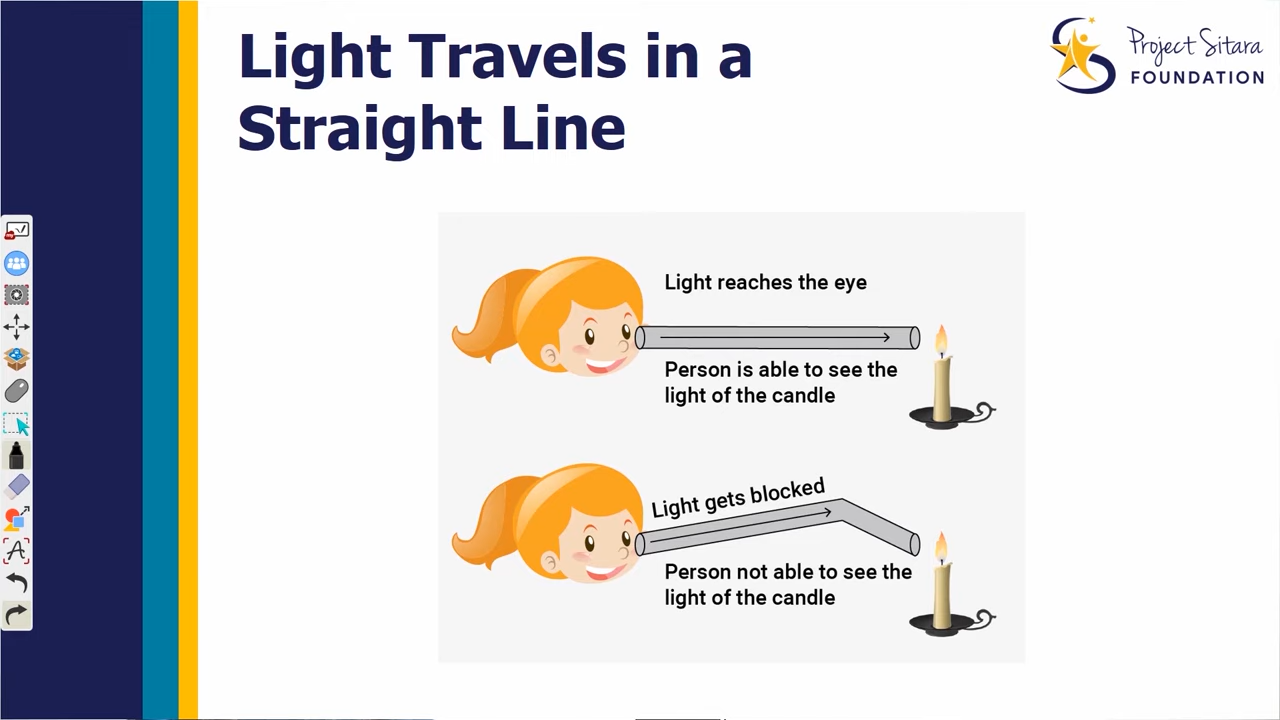 Light Travels in a
Straight Line
Project Sitara
FOUNDATION
Light reaches the eye
Person is able to see the
light of the candle
Light gets blocked
Person not able to see the
light of the candle